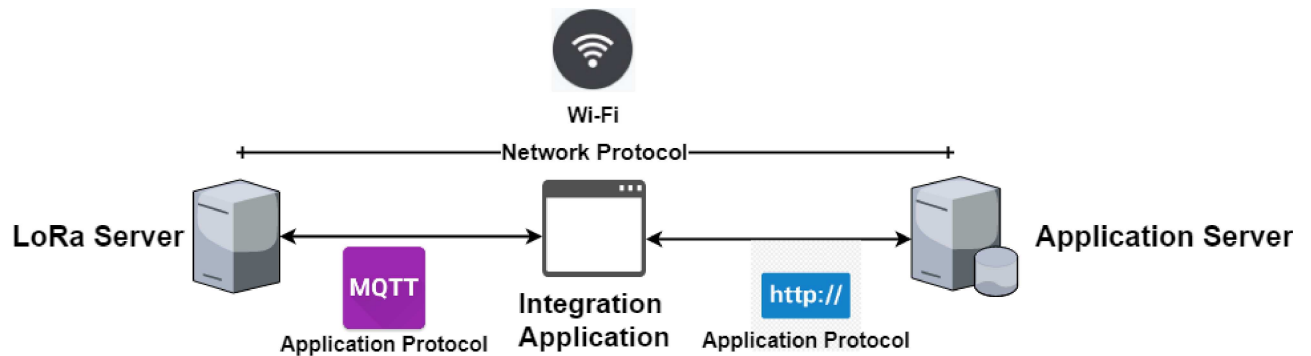 Wi-Fi
Network Protocol
LoRa Server
Application Server
MQTT
http://
Integration
Application
Application Protocol
Application Protocol